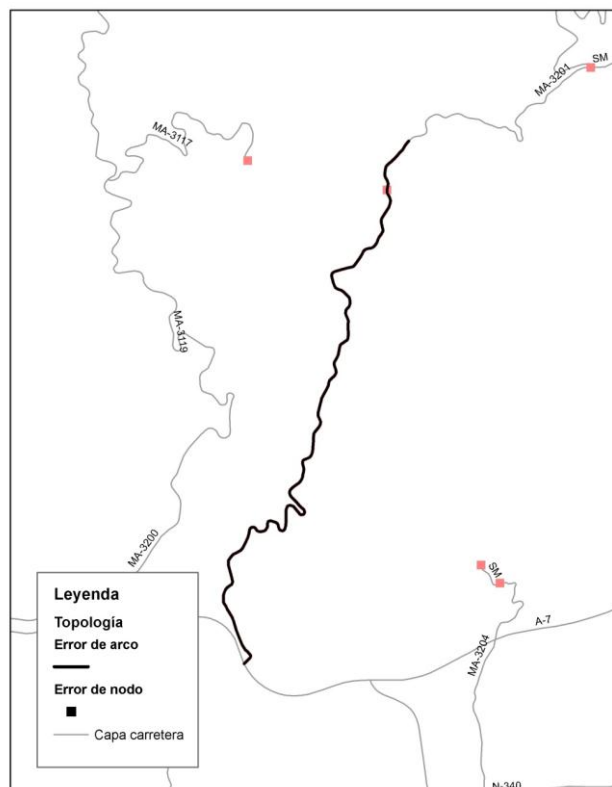 SM
MA-3201
MA-3117
MA-3119
MA-3200
SM
A-7
MA-3204
N-340
Leyenda
Topología
Error de arco
Error de nodo
Capa carretera